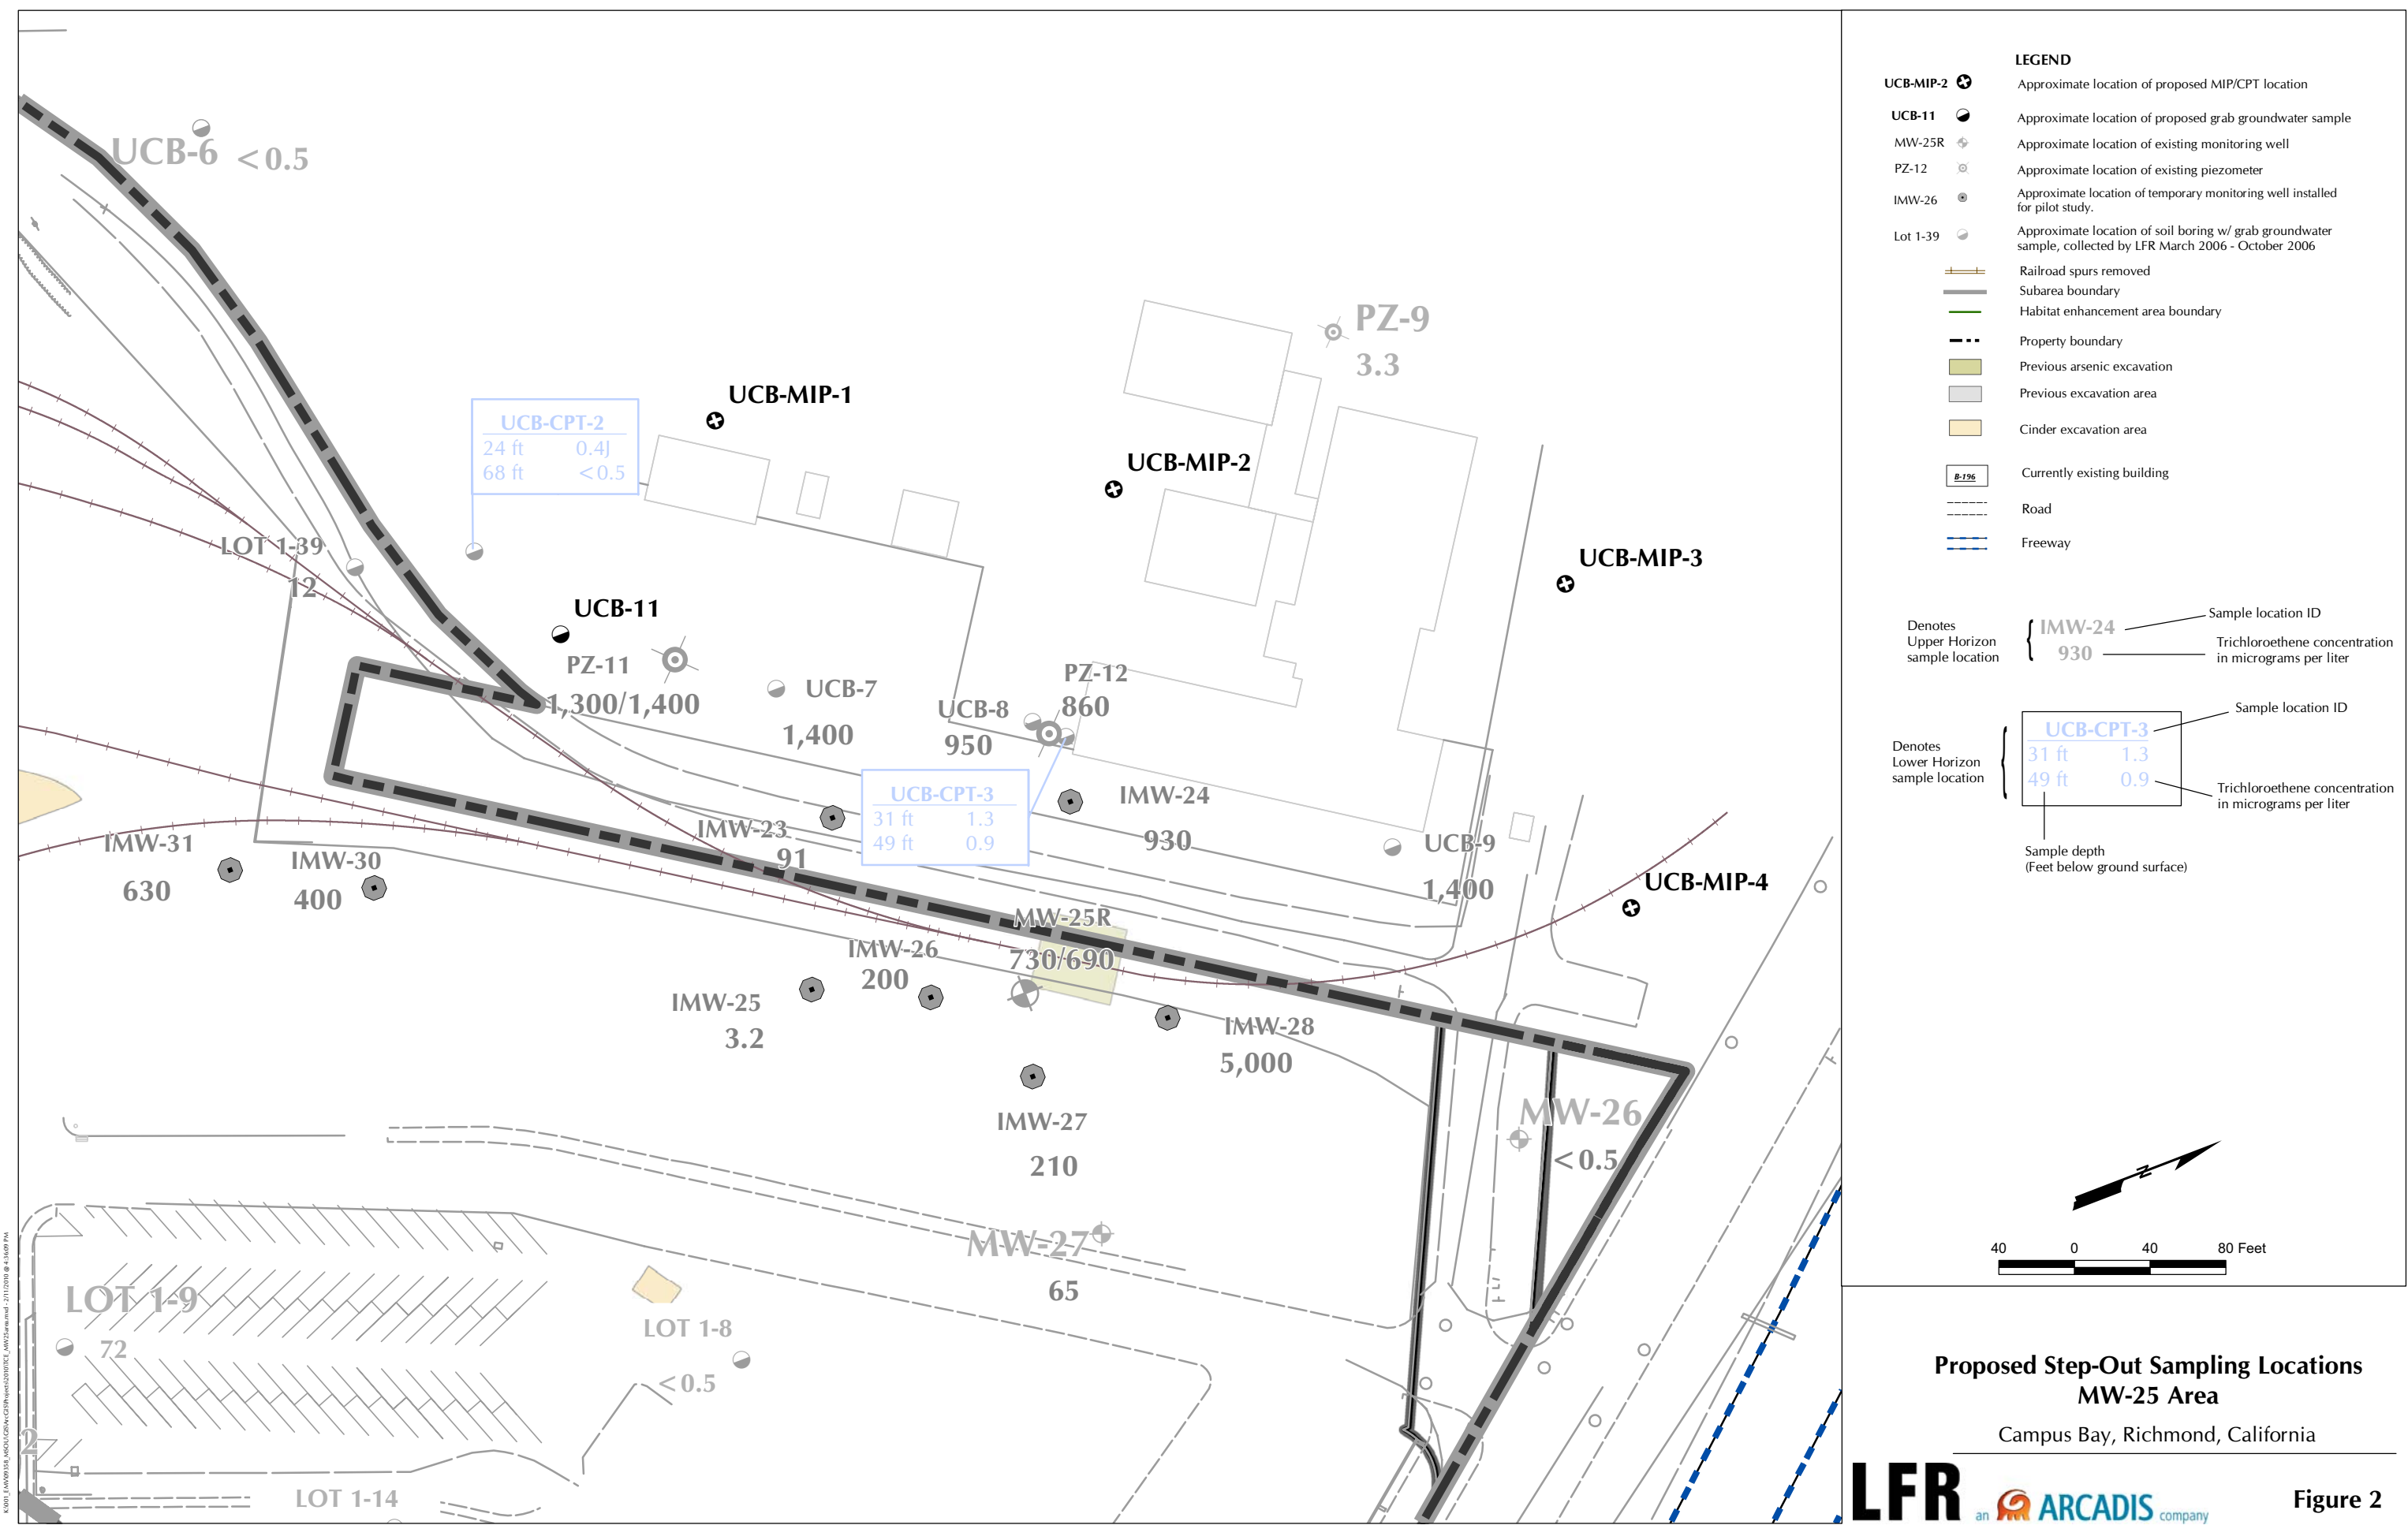 UCB-6 <0.5
PZ-9
3.3
UCB-MIP-1
UCB-CPT-2
24 ft 0.4J
68 ft <0.5
UCB-MIP-2
UCB-MIP-3
LOT 1-39
12
UCB-11
PZ-11
1,300/1,400
UCB-7
1,400
PZ-12
860
UCB-8
950
UCB-CPT-3
31 ft 1.3
49 ft 0.9
IMW-24
930
IMW-23
91
UCB-9
1,400
UCB-MIP-4
IMW-31
630
IMW-30
400
MW-25R
730/690
IMW-26
200
IMW-25
3.2
IMW-28
5,000
IMW-27
210
MW-26
<0.5
MW-27
65
LOT 1-9
72
LOT 1-8
<0.5
2
LOT 1-14
LEGEND
UCB-MIP-2 Approximate location of proposed MIP/CPT location
UCB-11 Approximate location of proposed grab groundwater sample
MW-25R Approximate location of existing monitoring well
PZ-12 Approximate location of existing piezometer
IMW-26 Approximate location of temporary monitoring well installed
for pilot study.
Lot 1-39 Approximate location of soil boring w/ grab groundwater
sample, collected by LFR March 2006 - October 2006
Railroad spurs removed
Subarea boundary
Habitat enhancement area boundary
Property boundary
Previous arsenic excavation
Previous excavation area
Cinder excavation area
B-196 Currently existing building
Road
Freeway
Denotes
Upper Horizon
sample location
IMW-24
930
Sample location ID
Trichloroethene concentration
in micrograms per liter
Denotes
Lower Horizon
sample location
UCB-CPT-3
31 ft 1.3
49 ft 0.9
Sample location ID
Trichloroethene concentration
in micrograms per liter
Sample depth
(Feet below ground surface)
N
40 0 40 80 Feet
Proposed Step-Out Sampling Locations
MW-25 Area
Campus Bay, Richmond, California
LFR an ARCADIS company
Figure 2